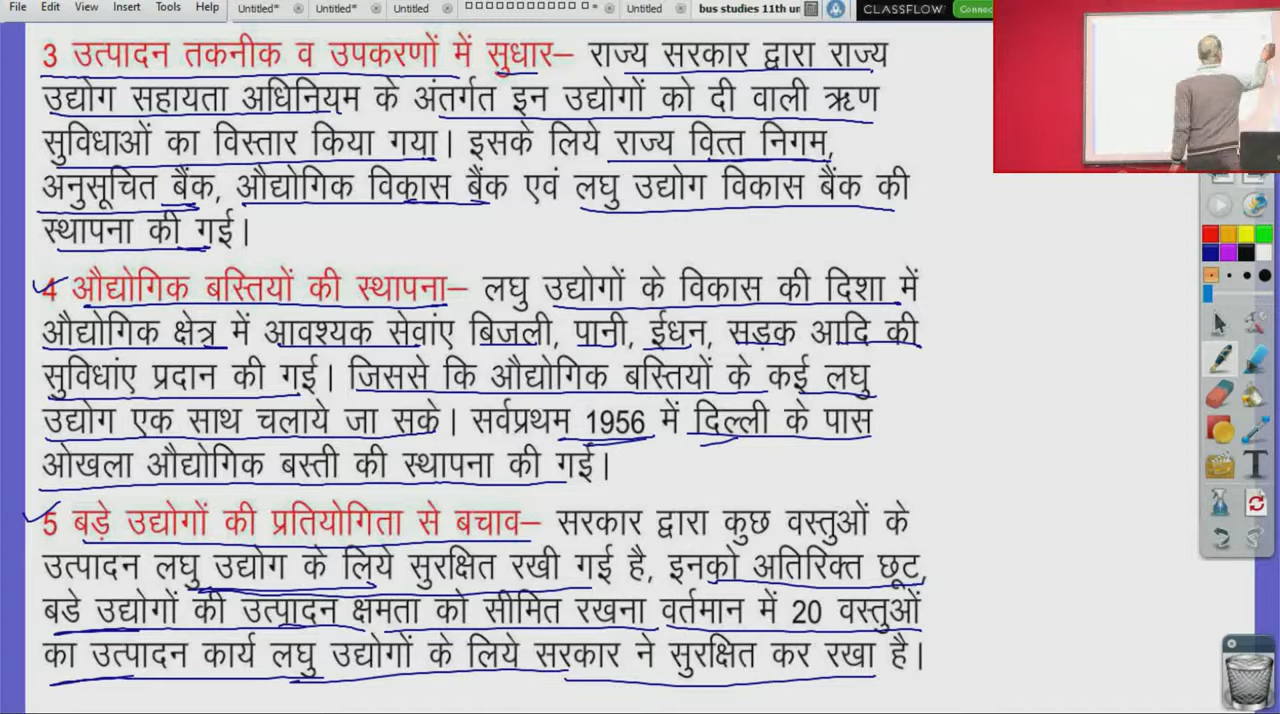 File Edit View Insert Tools Help
Untitled* Untitled* Untitled Untitled bus studies 11th un
CLASSFLOW Connec
3 उत्पादन तकनीक व उपकरणों में सुधार– राज्य सरकार द्वारा राज्य
उद्योग सहायता अधिनियम के अंतर्गत इन उद्योगों को दी वाली ऋण
सुविधाओं का विस्तार किया गया। इसके लिये राज्य वित्त निगम,
अनुसूचित बैंक, औद्योगिक विकास बैंक एवं लघु उद्योग विकास बैंक की
स्थापना की गई।
4 औद्योगिक बस्तियों की स्थापना– लघु उद्योगों के विकास की दिशा में
औद्योगिक क्षेत्र में आवश्यक सेवांए बिजली, पानी, ईधन, सड़क आदि की
सुविधांए प्रदान की गई। जिससे कि औद्योगिक बस्तियों के कई लघु
उद्योग एक साथ चलाये जा सके। सर्वप्रथम 1956 में दिल्ली के पास
ओखला औद्योगिक बस्ती की स्थापना की गई।
5 बड़े उद्योगों की प्रतियोगिता से बचाव– सरकार द्वारा कुछ वस्तुओं के
उत्पादन लघु उद्योग के लिये सुरक्षित रखी गई है, इनको अतिरिक्त छूट,
बडे उद्योगों की उत्पादन क्षमता को सीमित रखना वर्तमान में 20 वस्तुओं
का उत्पादन कार्य लघु उद्योगों के लिये सरकार ने सुरक्षित कर रखा है।